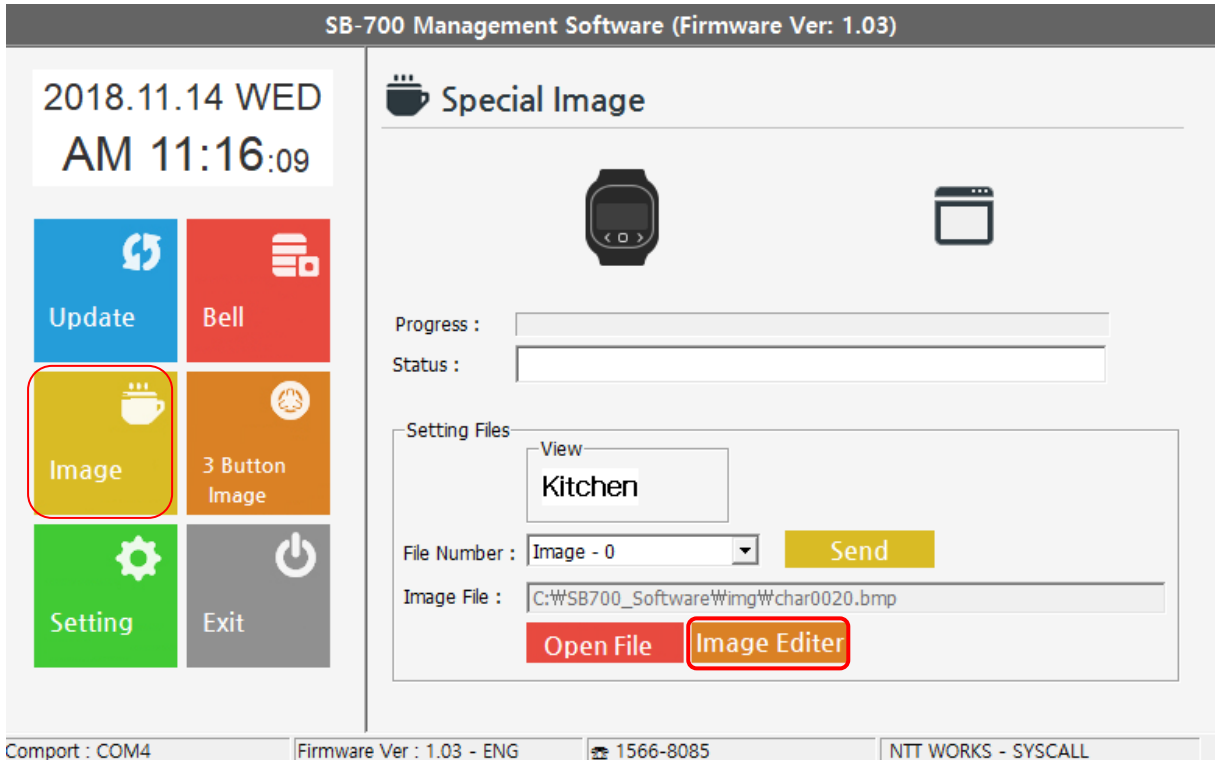 SB-700 Management Software (Firmware Ver: 1.03)
2018.11.14 WED
AM 11:16:09
Update
Bell
Image
3 Button
Image
Setting
Exit
Special Image
Progress :
Status :
Setting Files
View
Kitchen
File Number : Image - 0 Send
Image File : C:₩SB700_Software₩img₩char0020.bmp
Open File Image Editer
Comport : COM4 Firmware Ver : 1.03 - ENG ☎ 1566-8085 NTT WORKS - SYSCALL